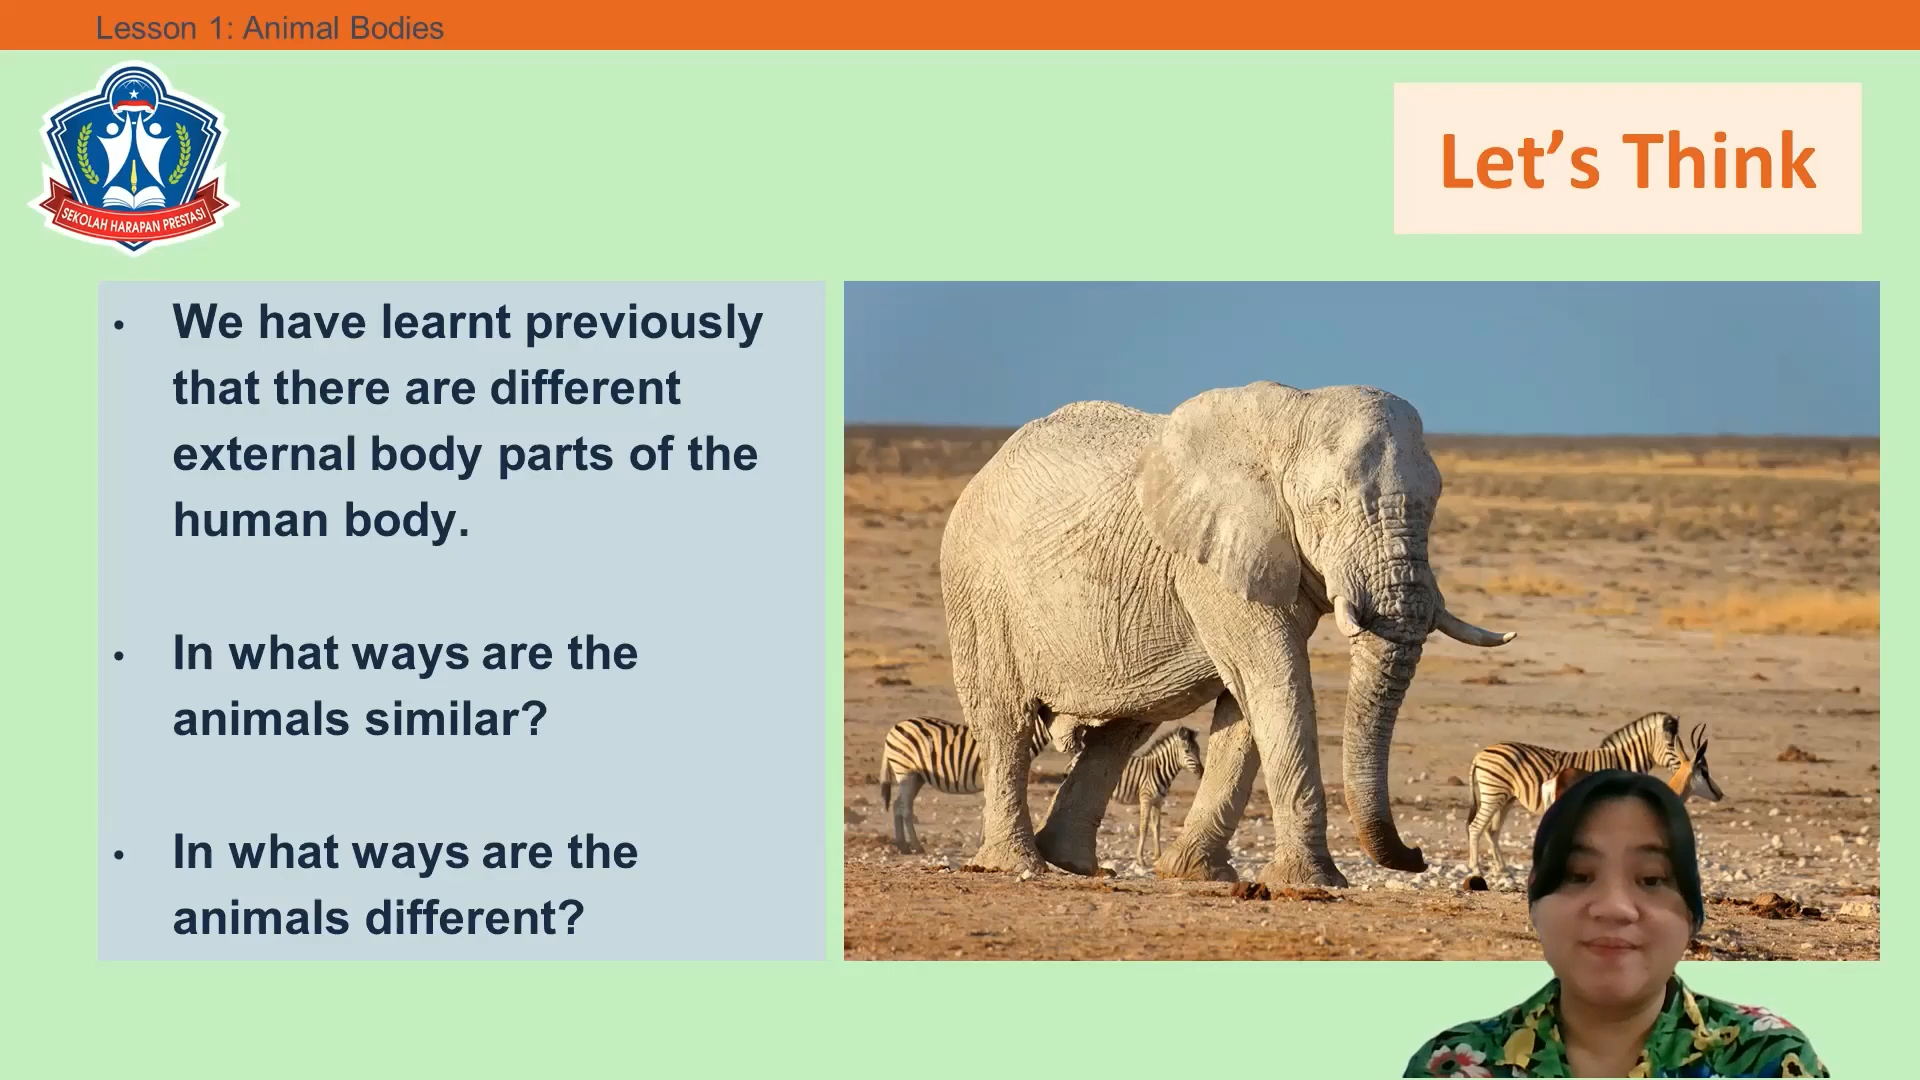 Lesson 1: Animal Bodies
SEKOLAH HARAPAN PRESTASI
Let’s Think
• We have learnt previously
that there are different
external body parts of the
human body.
• In what ways are the
animals similar?
• In what ways are the
animals different?